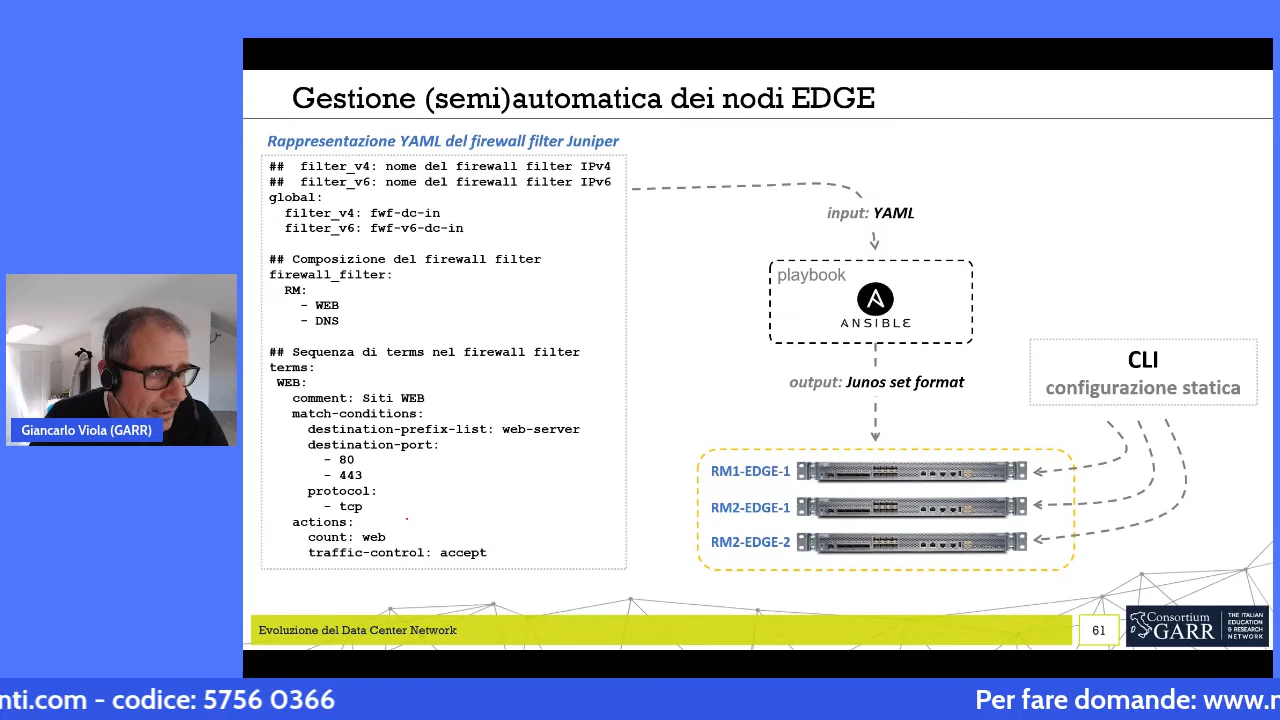 Gestione (semi)automatica dei nodi EDGE
Rappresentazione YAML del firewall filter Juniper
##  filter_v4: nome del firewall filter IPv4
##  filter_v6: nome del firewall filter IPv6
global:
  filter_v4: fwf-dc-in
  filter_v6: fwf-v6-dc-in
## Composizione del firewall filter
firewall_filter:
  RM:
    - WEB
    - DNS
## Sequenza di terms nel firewall filter
terms:
 WEB:
   comment: Siti WEB
   match-conditions:
     destination-prefix-list: web-server
     destination-port:
       - 80
       - 443
     protocol:
       - tcp
   actions:
     count: web
     traffic-control: accept
input: YAML
playbook
ANSIBLE
output: Junos set format
CLI
configurazione statica
RM1-EDGE-1
RM2-EDGE-1
RM2-EDGE-2
Giancarlo Viola (GARR)
Evoluzione del Data Center Network
61
Consortium
GARR
THE ITALIAN
EDUCATION
& RESEARCH
NETWORK
nti.com - codice: 5756 0366
Per fare domande: www.